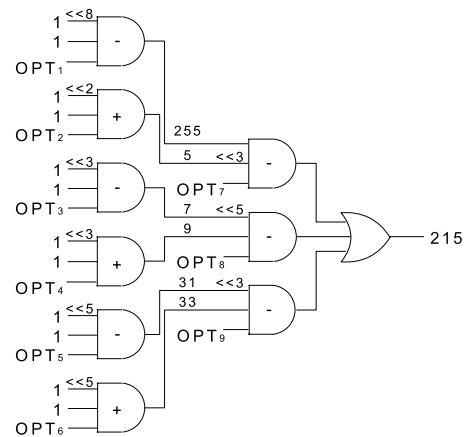 1 <<8
1 -
OPT1
1 <<2
1 +
OPT2
255
5 <<3
-
OPT7
1 <<3
1 -
OPT3
7 <<5
9
-
OPT8
215
1 <<3
1 +
OPT4
31 <<3
33
-
OPT9
1 <<5
1 -
OPT5
1 <<5
1 +
OPT6